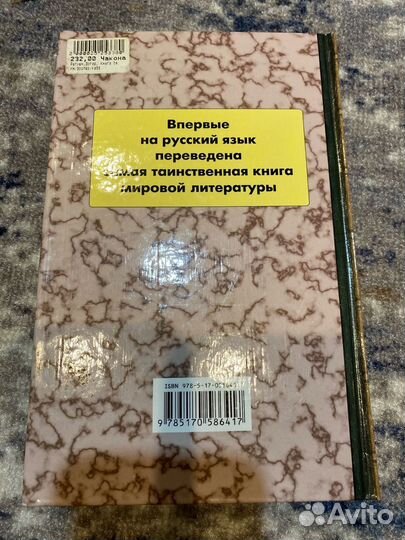 232,00 Чакона
Впервые
на русский язык
переведена
самая таинственная книга
мировой литературы
ISBN 978-5-17-
9 785170 586417
Avito